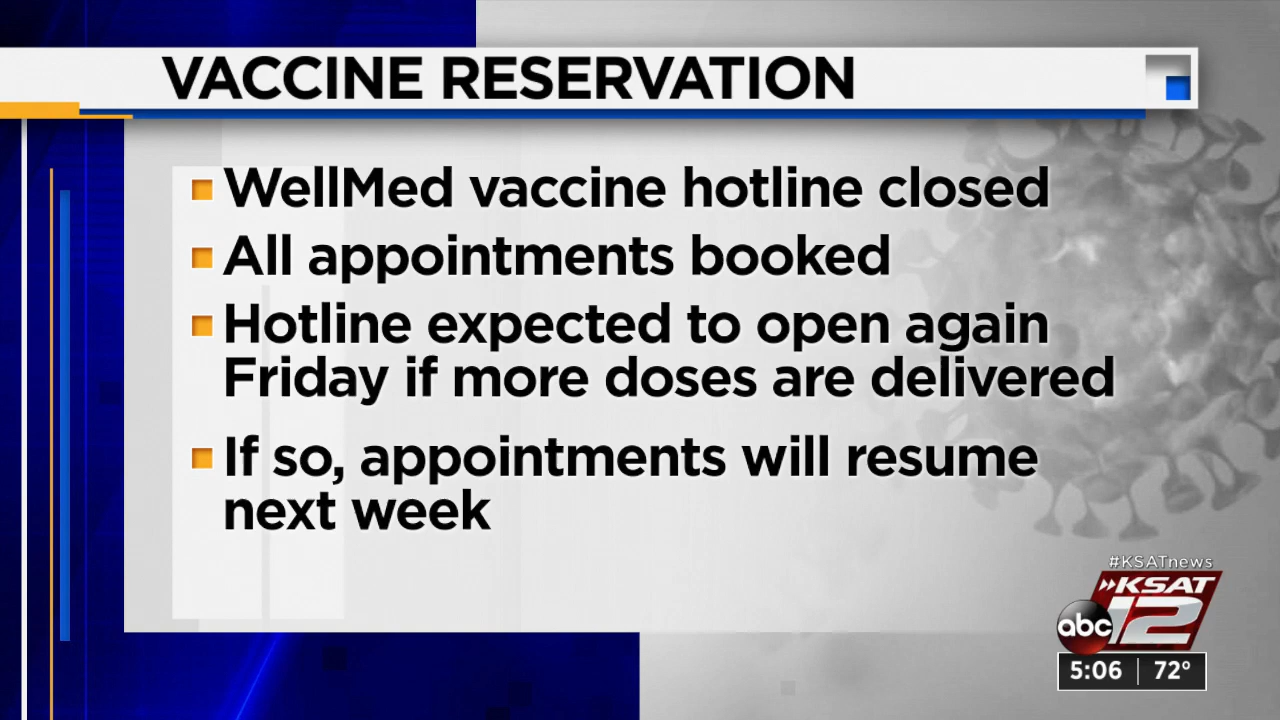 VACCINE RESERVATION
WellMed vaccine hotline closed
All appointments booked
Hotline expected to open again
Friday if more doses are delivered
If so, appointments will resume
next week
#KSATnews
KSAT
abc 12
5:06 72°